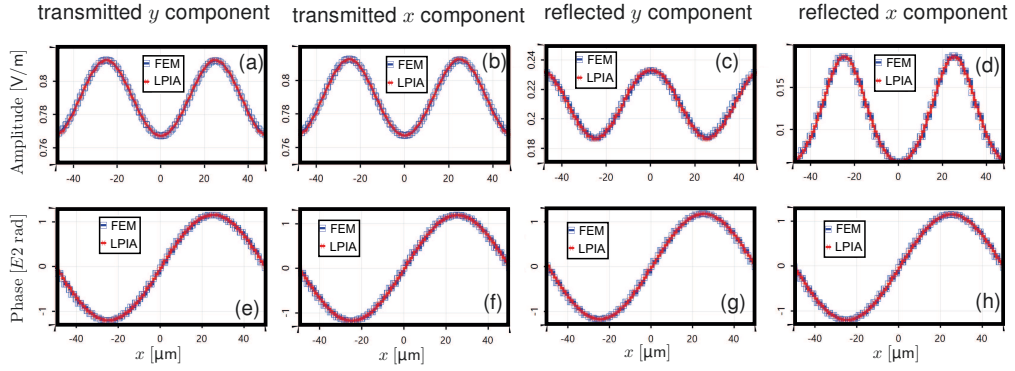 transmitted y component transmitted x component reflected y component reflected x component
Amplitude [V/m]
0.8
0.78
0.76
FEM
LPIA
(a)
-40 -20 0 20 40
0.8
0.78
0.76
FEM
LPIA
(b)
-40 -20 0 20 40
0.24
0.22
0.2
0.18
FEM
LPIA
(c)
-40 -20 0 20 40
0.15
0.1
FEM
LPIA
(d)
-40 -20 0 20 40
Phase [E2 rad]
1
0
-1
FEM
LPIA
(e)
-40 -20 0 20 40
x [μm]
1
0
-1
FEM
LPIA
(f)
-40 -20 0 20 40
x [μm]
1
0
-1
FEM
LPIA
(g)
-40 -20 0 20 40
x [μm]
1
0
-1
FEM
LPIA
(h)
-40 -20 0 20 40
x [μm]